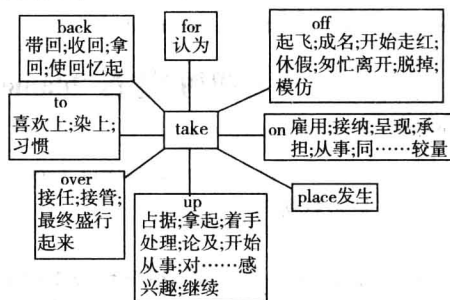 back
带回;收回;拿
回;使回忆起
for
认为
off
起飞;成名;开始走红;
休假;匆忙离开;脱掉;
模仿
to
喜欢上;染上;
习惯
take
on 雇用;接纳;呈现;承
担;从事;同……较量
over
接任;接管;
最终盛行
起来
up
占据;拿起;着手
处理;论及;开始
从事;对……感
兴趣;继续
place发生